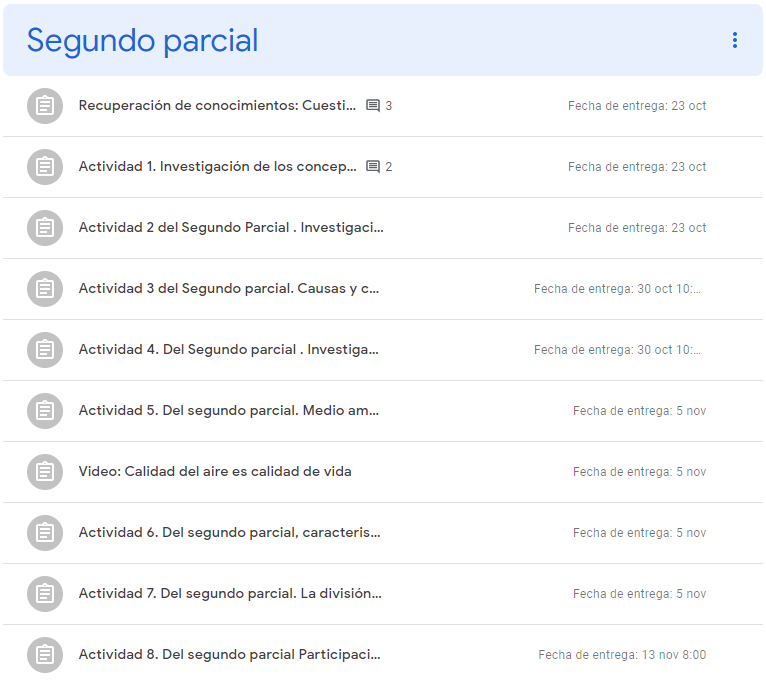 Segundo parcial
Recuperación de conocimientos: Cuesti... 3 Fecha de entrega: 23 oct
Actividad 1. Investigación de los concep... 2 Fecha de entrega: 23 oct
Actividad 2 del Segundo Parcial . Investigaci... Fecha de entrega: 23 oct
Actividad 3 del Segundo parcial. Causas y c... Fecha de entrega: 30 oct 10:...
Actividad 4. Del Segundo parcial . Investiga... Fecha de entrega: 30 oct 10:...
Actividad 5. Del segundo parcial. Medio am... Fecha de entrega: 5 nov
Video: Calidad del aire es calidad de vida Fecha de entrega: 5 nov
Actividad 6. Del segundo parcial, caracteris... Fecha de entrega: 5 nov
Actividad 7. Del segundo parcial. La división... Fecha de entrega: 5 nov
Actividad 8. Del segundo parcial Participaci... Fecha de entrega: 13 nov 8:00